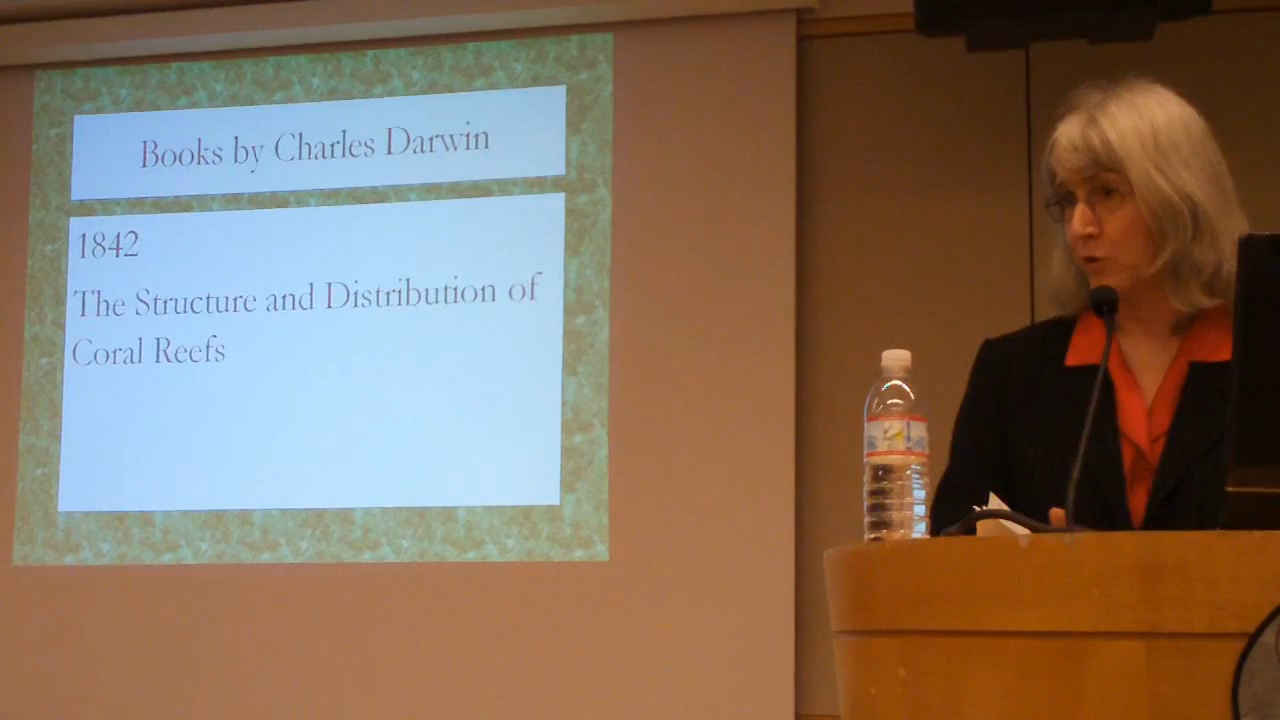 Books by Charles Darwin
1842
The Structure and Distribution of
Coral Reefs